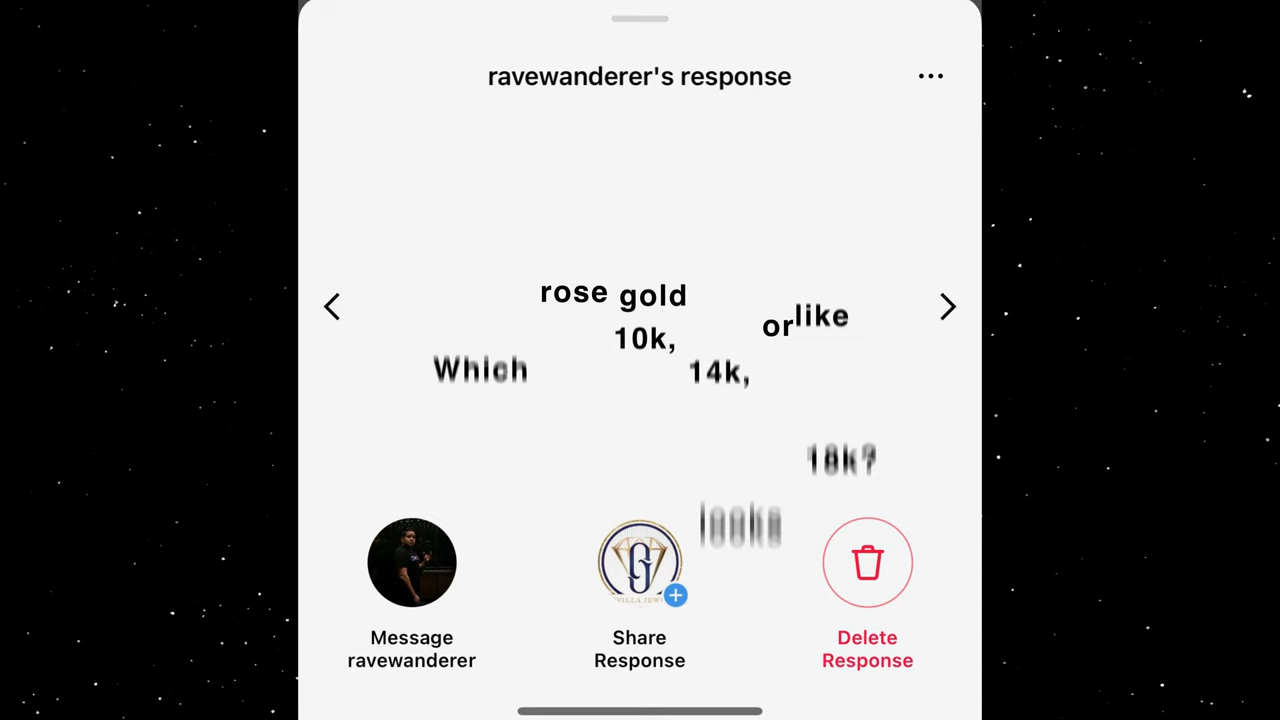 ravewanderer's response
rose gold
like
or
10k,
Which
14k,
18k?
looks
Message
ravewanderer
Share
Response
Delete
Response